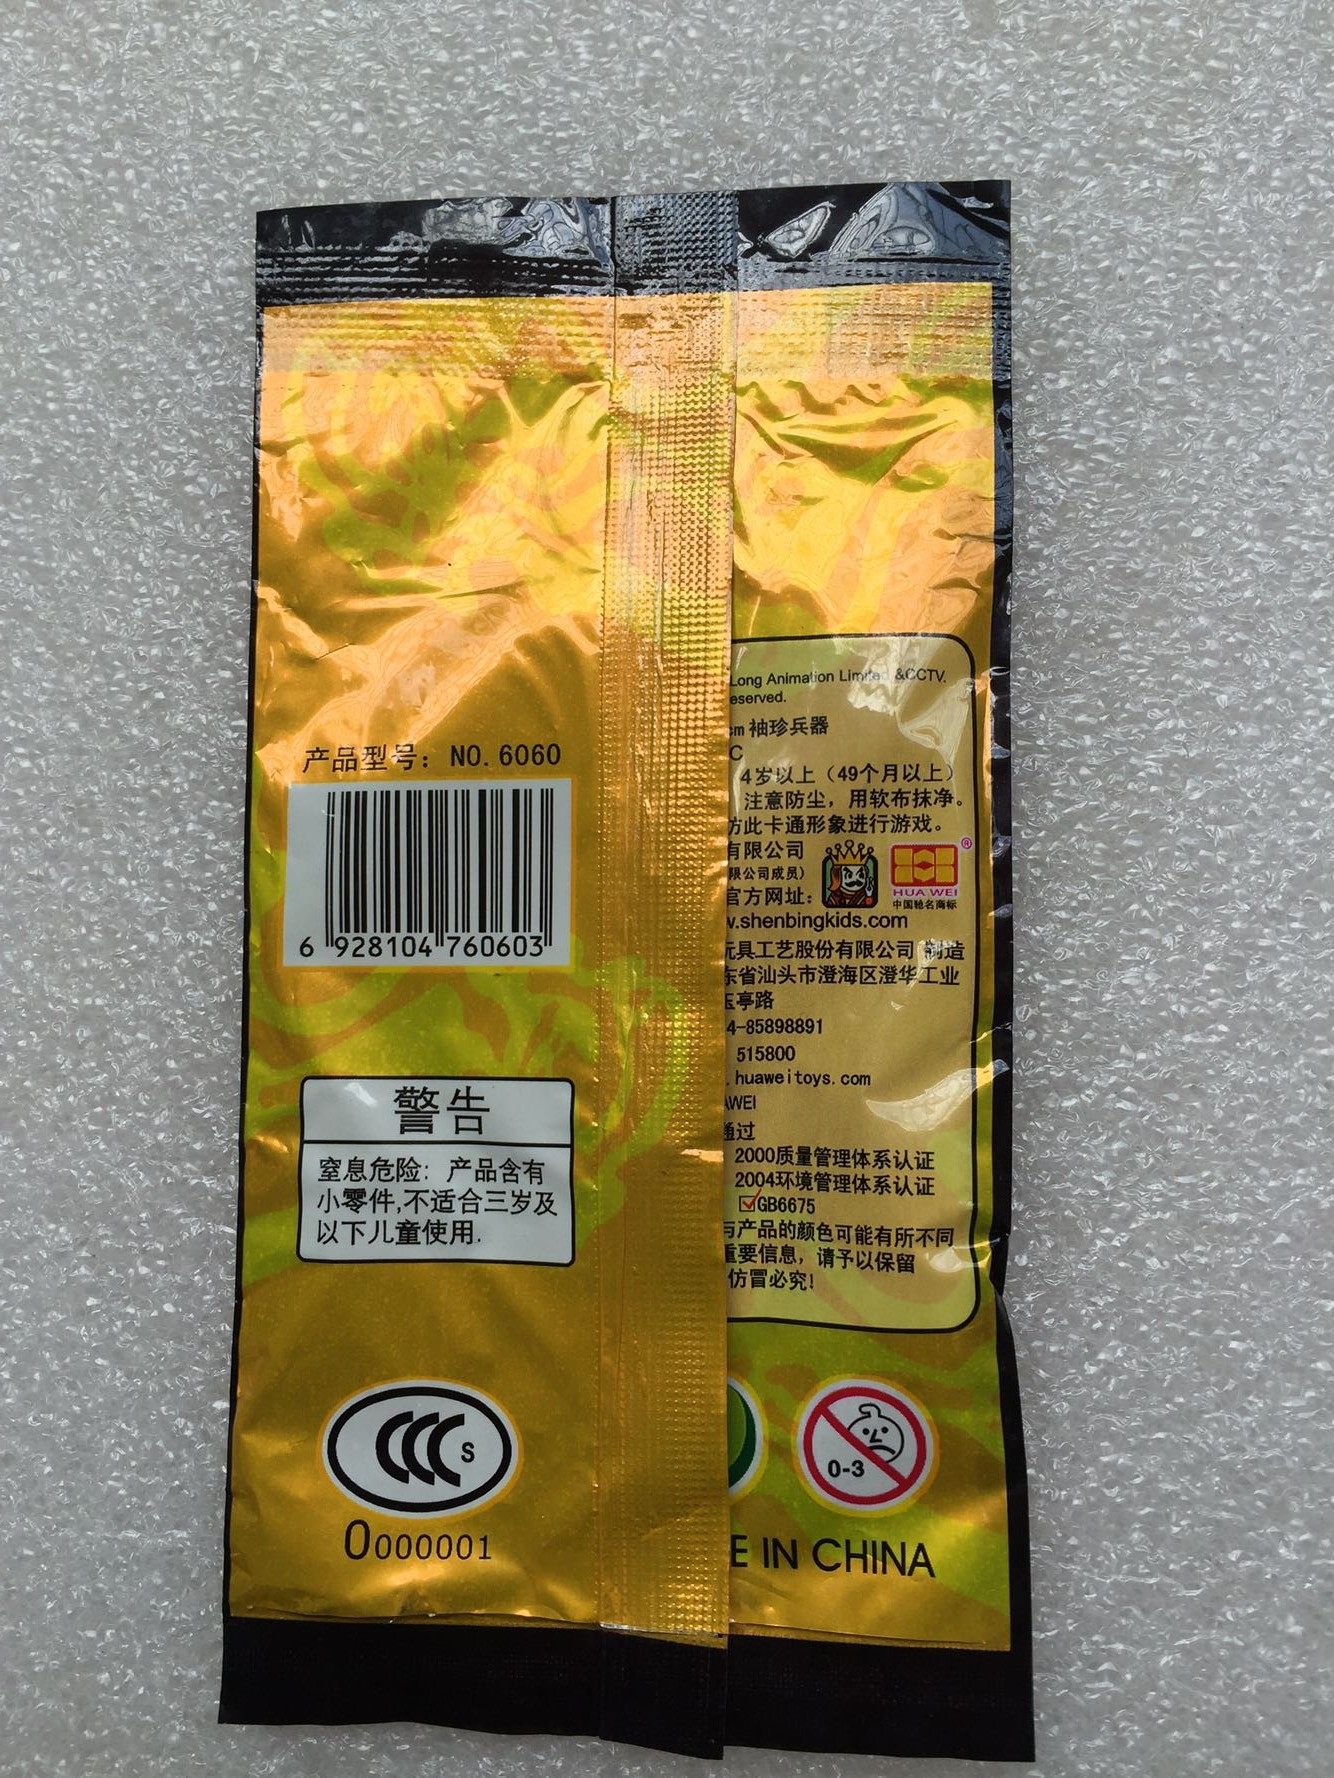 产品型号：NO.6060
6 928104 760603
警告
窒息危险：产品含有
小零件,不适合三岁及
以下儿童使用.
CCC S
0000001
Long Animation Limited &CCTV.
eserved.
cm 袖珍兵器
C
4岁以上（49个月以上）
注意防尘，用软布抹净。
仿此卡通形象进行游戏。
有限公司
限公司成员）
官方网址：
w.shenbingkids.com
HUA WEI ®
中国驰名商标
玩具工艺股份有限公司 制造
东省汕头市澄海区澄华工业
玉亭路
4-85898891
515800
.huaweitoys.com
AWEI
通过
2000质量管理体系认证
2004环境管理体系认证
GB6675
与产品的颜色可能有所不同
重要信息，请予以保留
仿冒必究！
0-3
E IN CHINA